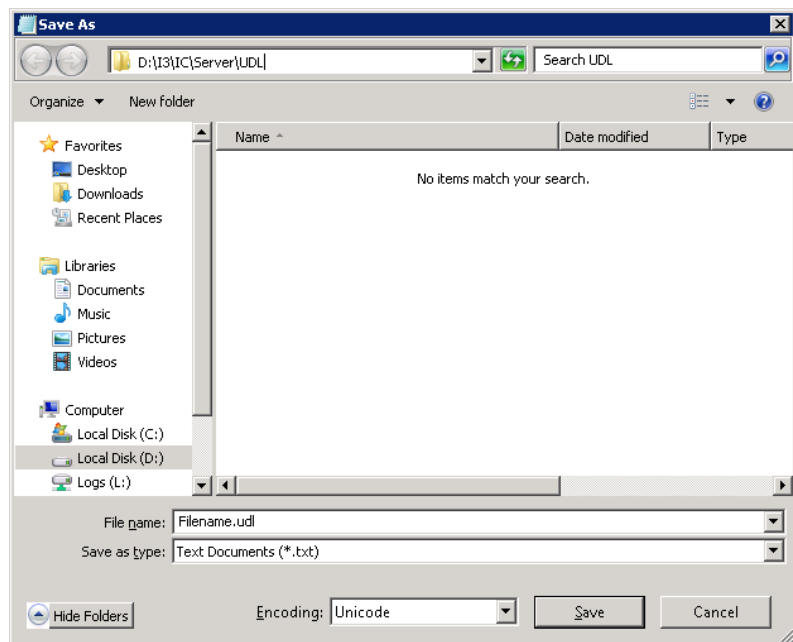 Save As
D:\I3\IC\Server\UDL
Search UDL
Organize
New folder
Name
Date modified
Type
Favorites
Desktop
Downloads
Recent Places
Libraries
Documents
Music
Pictures
Videos
Computer
Local Disk (C:)
Local Disk (D:)
Logs (L:)
No items match your search.
File name: Filename.udl
Save as type: Text Documents (*.txt)
Hide Folders
Encoding: Unicode
Save
Cancel